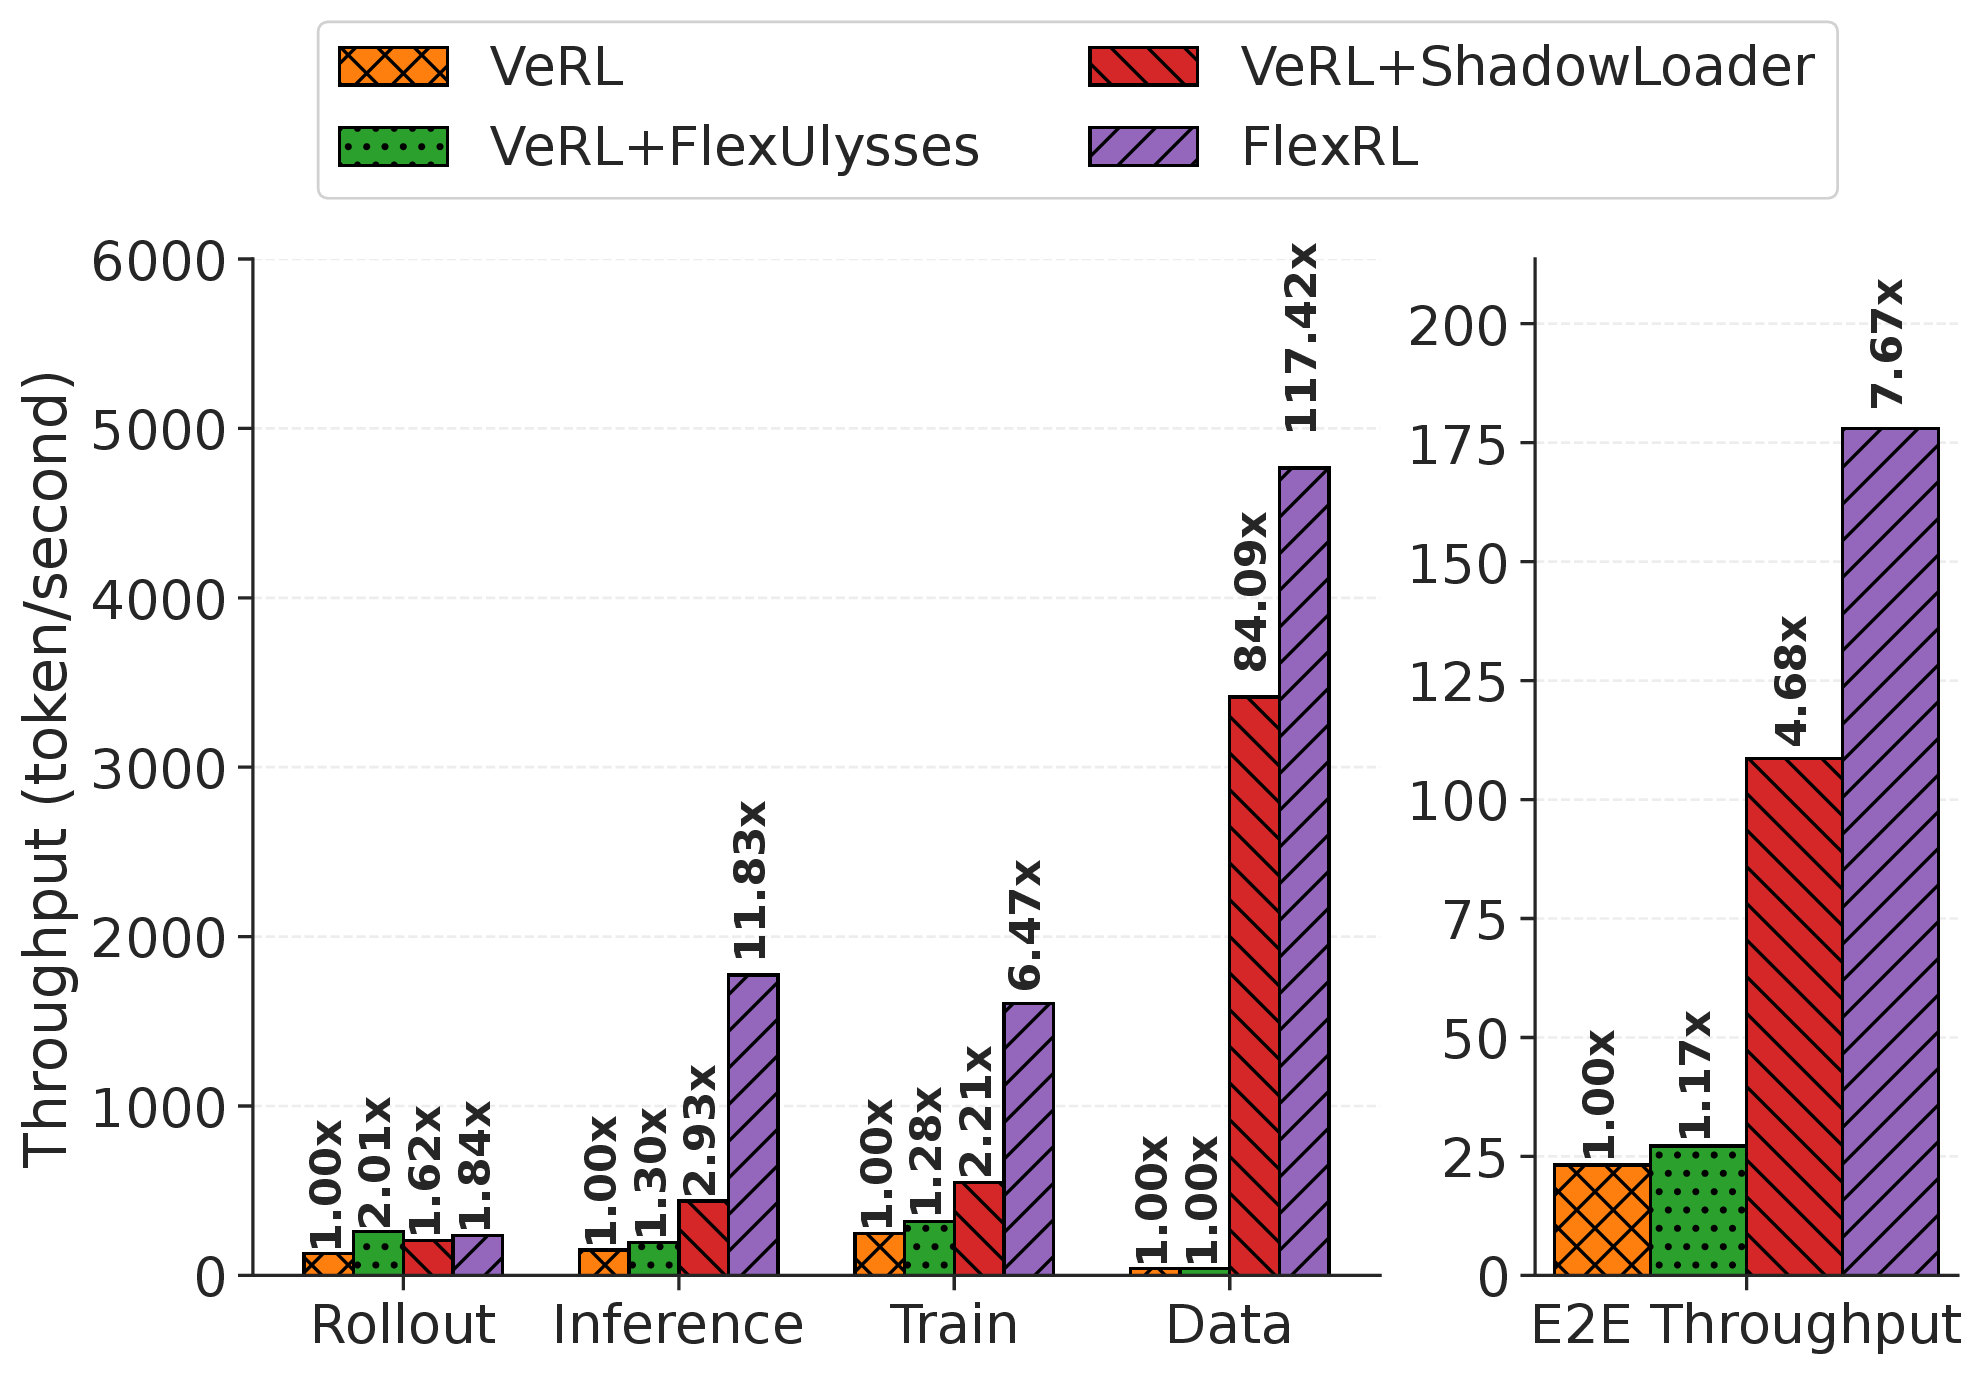 VeRL
VeRL+FlexUlysses
VeRL+ShadowLoader
FlexRL
Throughput (token/second)
6000
5000
4000
3000
2000
1000
0
1.00x
2.01x
1.62x
1.84x
1.00x
1.30x
2.93x
11.83x
1.00x
1.28x
2.21x
6.47x
1.00x
1.00x
84.09x
117.42x
Rollout
Inference
Train
Data
200
175
150
125
100
75
50
25
0
1.00x
1.17x
4.68x
7.67x
E2E Throughput